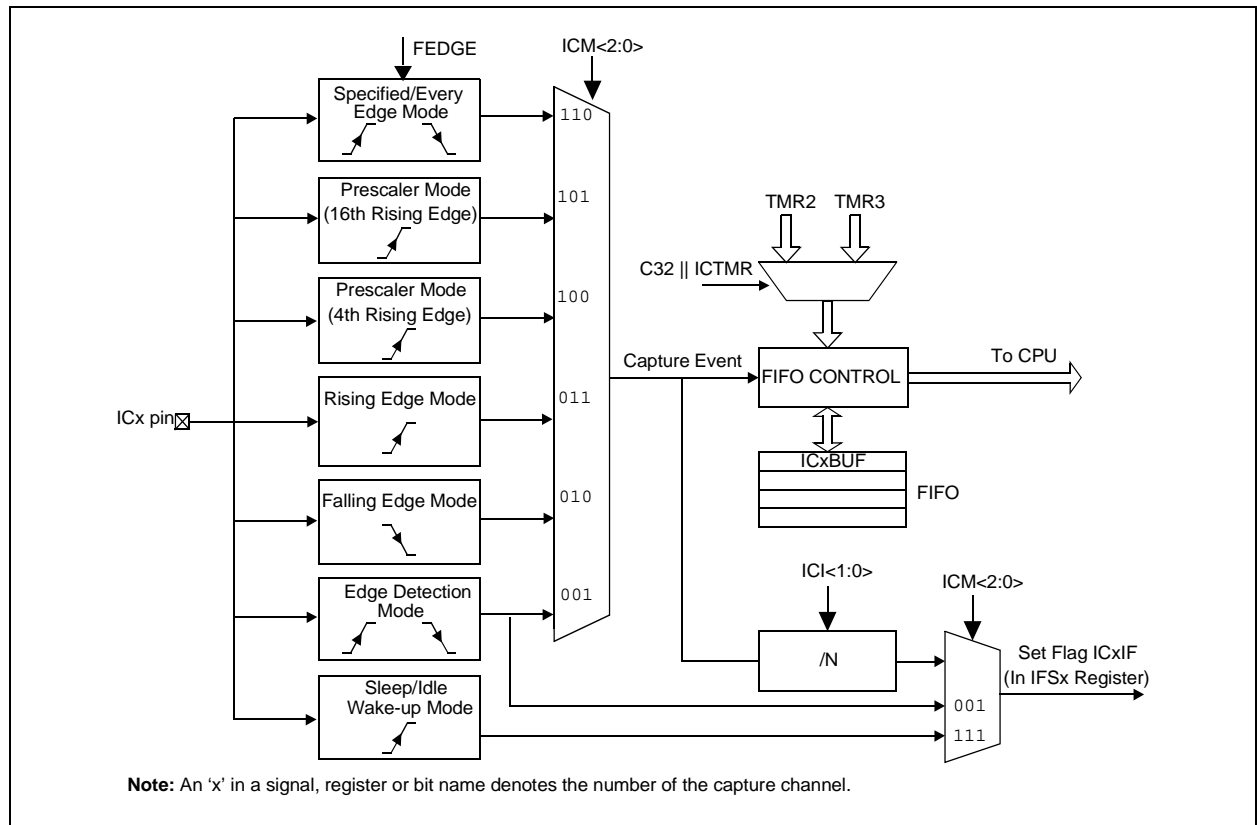 FEDGE
ICM<2:0>
Specified/Every
Edge Mode
110
Prescaler Mode
(16th Rising Edge)
101
TMR2
TMR3
C32 || ICTMR
Prescaler Mode
(4th Rising Edge)
100
Capture Event
FIFO CONTROL
To CPU
ICx pin
Rising Edge Mode
011
ICxBUF
FIFO
Falling Edge Mode
010
ICI<1:0>
ICM<2:0>
Edge Detection
Mode
001
/N
Set Flag ICxIF
(In IFSx Register)
Sleep/Idle
Wake-up Mode
001
111
Note: An ‘x’ in a signal, register or bit name denotes the number of the capture channel.